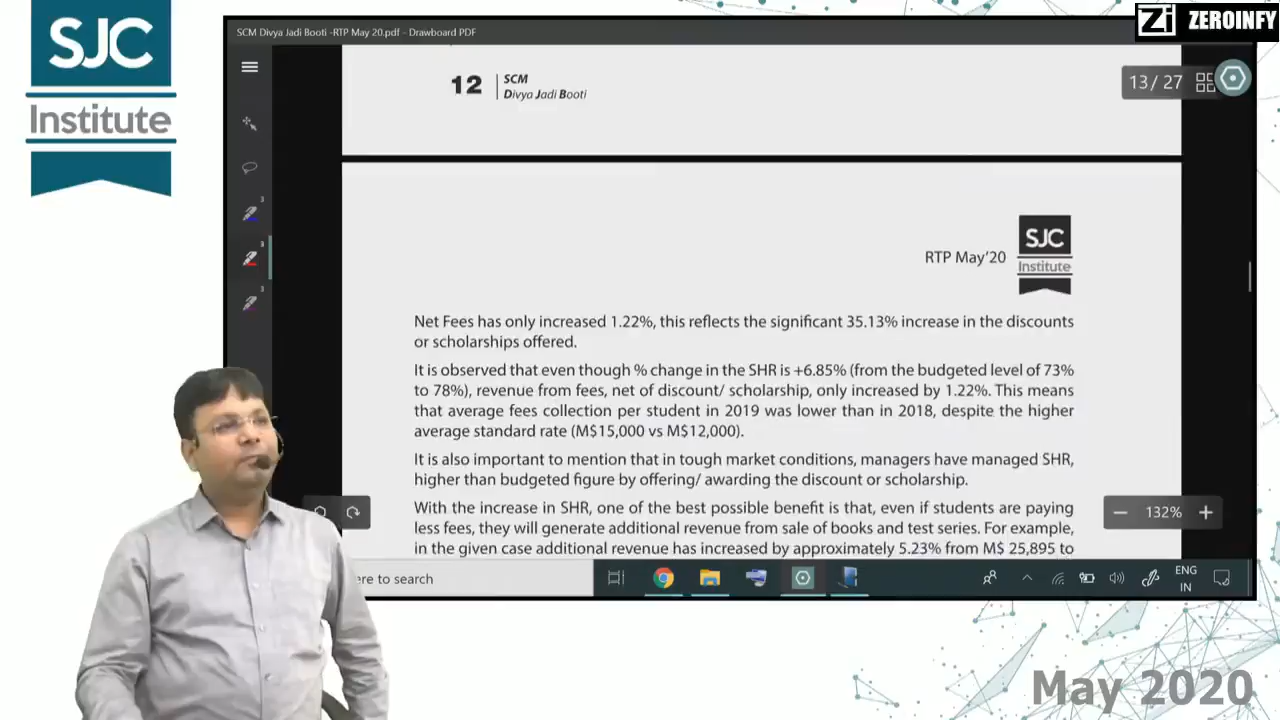 SJC
Institute
Zi ZEROINFY
SCM Divya Jadi Booti -RTP May 20.pdf - Drawboard PDF
12 SCM
Divya Jadi Booti
13 / 27
3
3
3
RTP May'20
SJC
Institute
Net Fees has only increased 1.22%, this reflects the significant 35.13% increase in the discounts
or scholarships offered.
It is observed that even though % change in the SHR is +6.85% (from the budgeted level of 73%
to 78%), revenue from fees, net of discount/ scholarship, only increased by 1.22%. This means
that average fees collection per student in 2019 was lower than in 2018, despite the higher
average standard rate (M$15,000 vs M$12,000).
It is also important to mention that in tough market conditions, managers have managed SHR,
higher than budgeted figure by offering/ awarding the discount or scholarship.
With the increase in SHR, one of the best possible benefit is that, even if students are paying
less fees, they will generate additional revenue from sale of books and test series. For example,
in the given case additional revenue has increased by approximately 5.23% from M$ 25,895 to
132%
ere to search
ENG
IN
May 2020